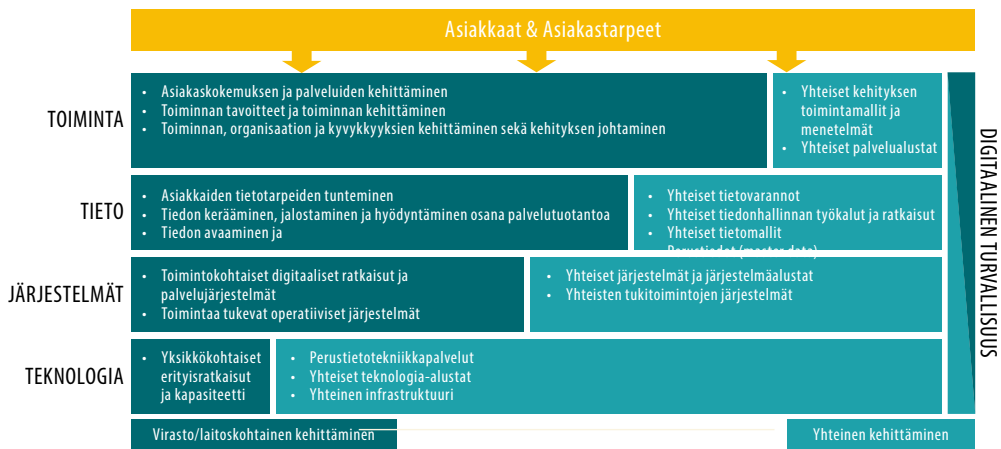 Asiakkaat & Asiakastarpeet
TOIMINTA
• Asiakaskokemuksen ja palveluiden kehittäminen
• Toiminnan tavoitteet ja toiminnan kehittäminen
• Toiminnan, organisaation ja kyvykkyyksien kehittäminen sekä kehityksen johtaminen
• Yhteiset kehityksen
toimintamallit ja
menetelmät
• Yhteiset palvelualustat
TIETO
• Asiakkaiden tietotarpeiden tunteminen
• Tiedon kerääminen, jalostaminen ja hyödyntäminen osana palvelutuotantoa
• Tiedon avaaminen ja
• Yhteiset tietovarannot
• Yhteiset tiedonhallinnan työkalut ja ratkaisut
• Yhteiset tietomallit
Perustiedot (master data)
JÄRJESTELMÄT
• Toimintokohtaiset digitaaliset ratkaisut ja
palvelujärjestelmät
• Toimintaa tukevat operatiiviset järjestelmät
• Yhteiset järjestelmät ja järjestelmäalustat
• Yhteisten tukitoimintojen järjestelmät
TEKNOLOGIA
• Yksikkökohtaiset
erityisratkaisut
ja kapasiteetti
• Perustietotekniikkapalvelut
• Yhteiset teknologia-alustat
• Yhteinen infrastruktuuri
DIGITAALINEN TURVALLISUUS
Virasto/laitoskohtainen kehittäminen
Yhteinen kehittäminen